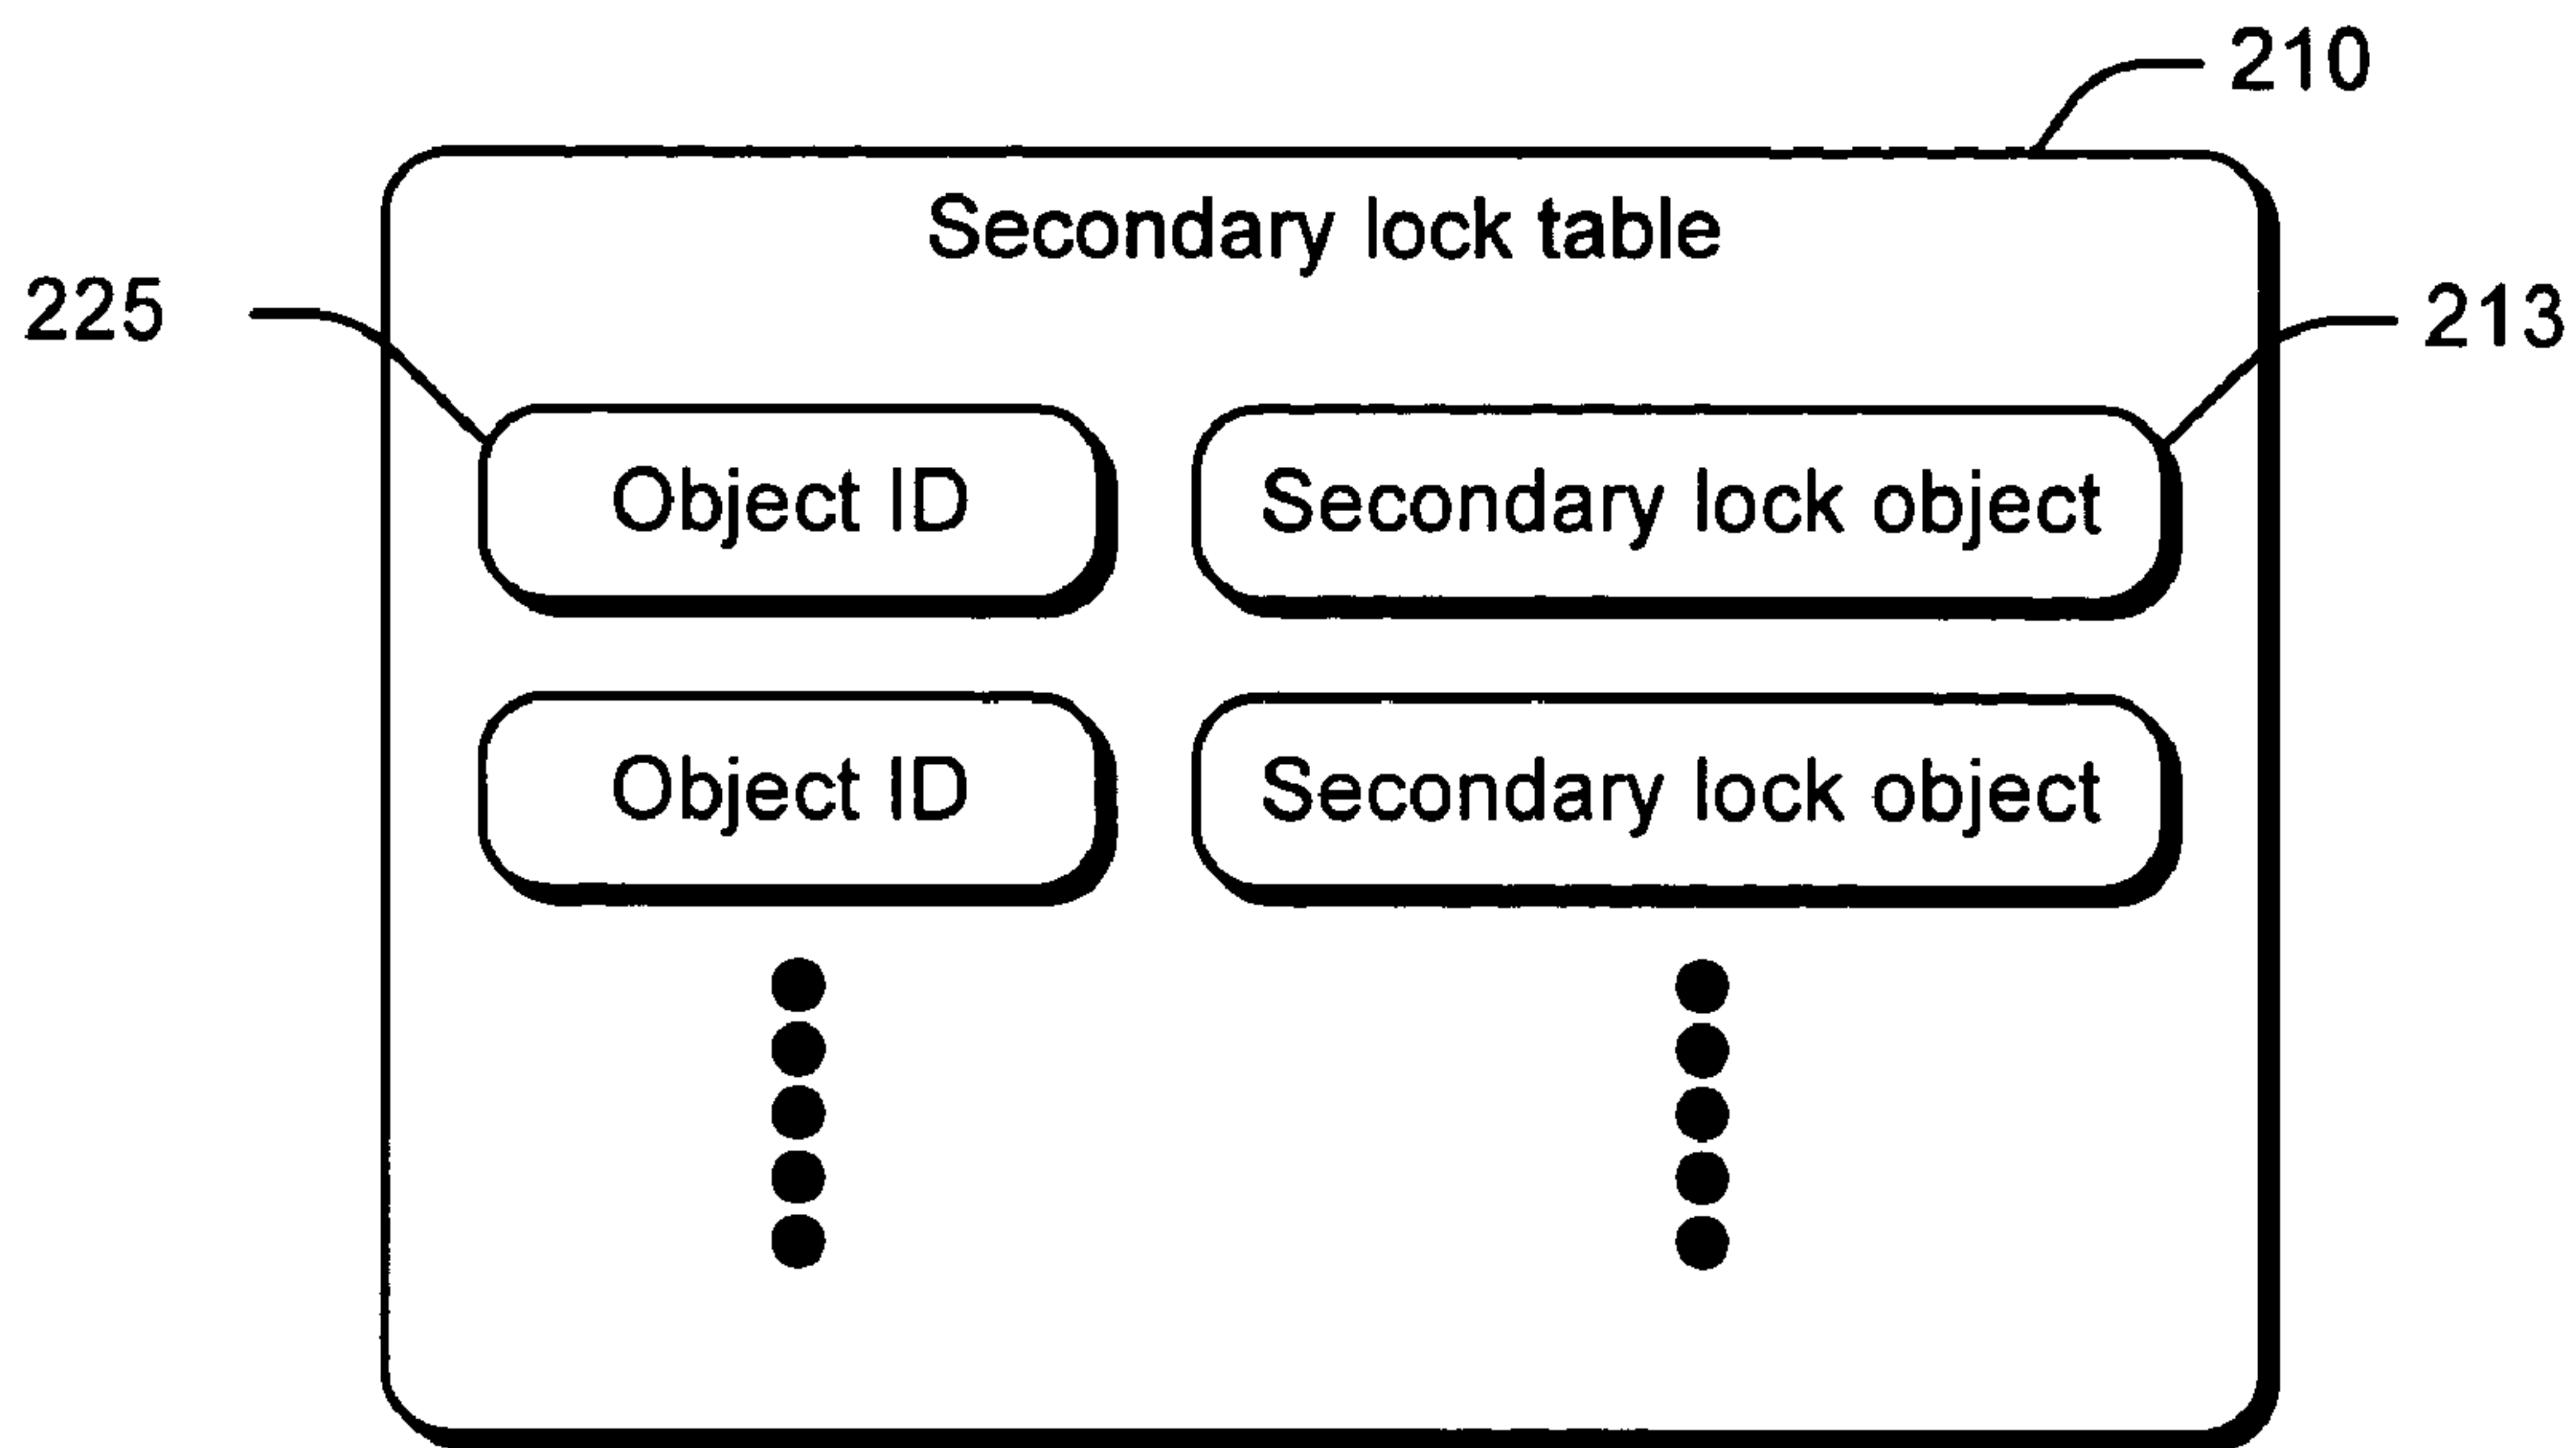 210
Secondary lock table
225
213
Object ID
Secondary lock object
Object ID
Secondary lock object